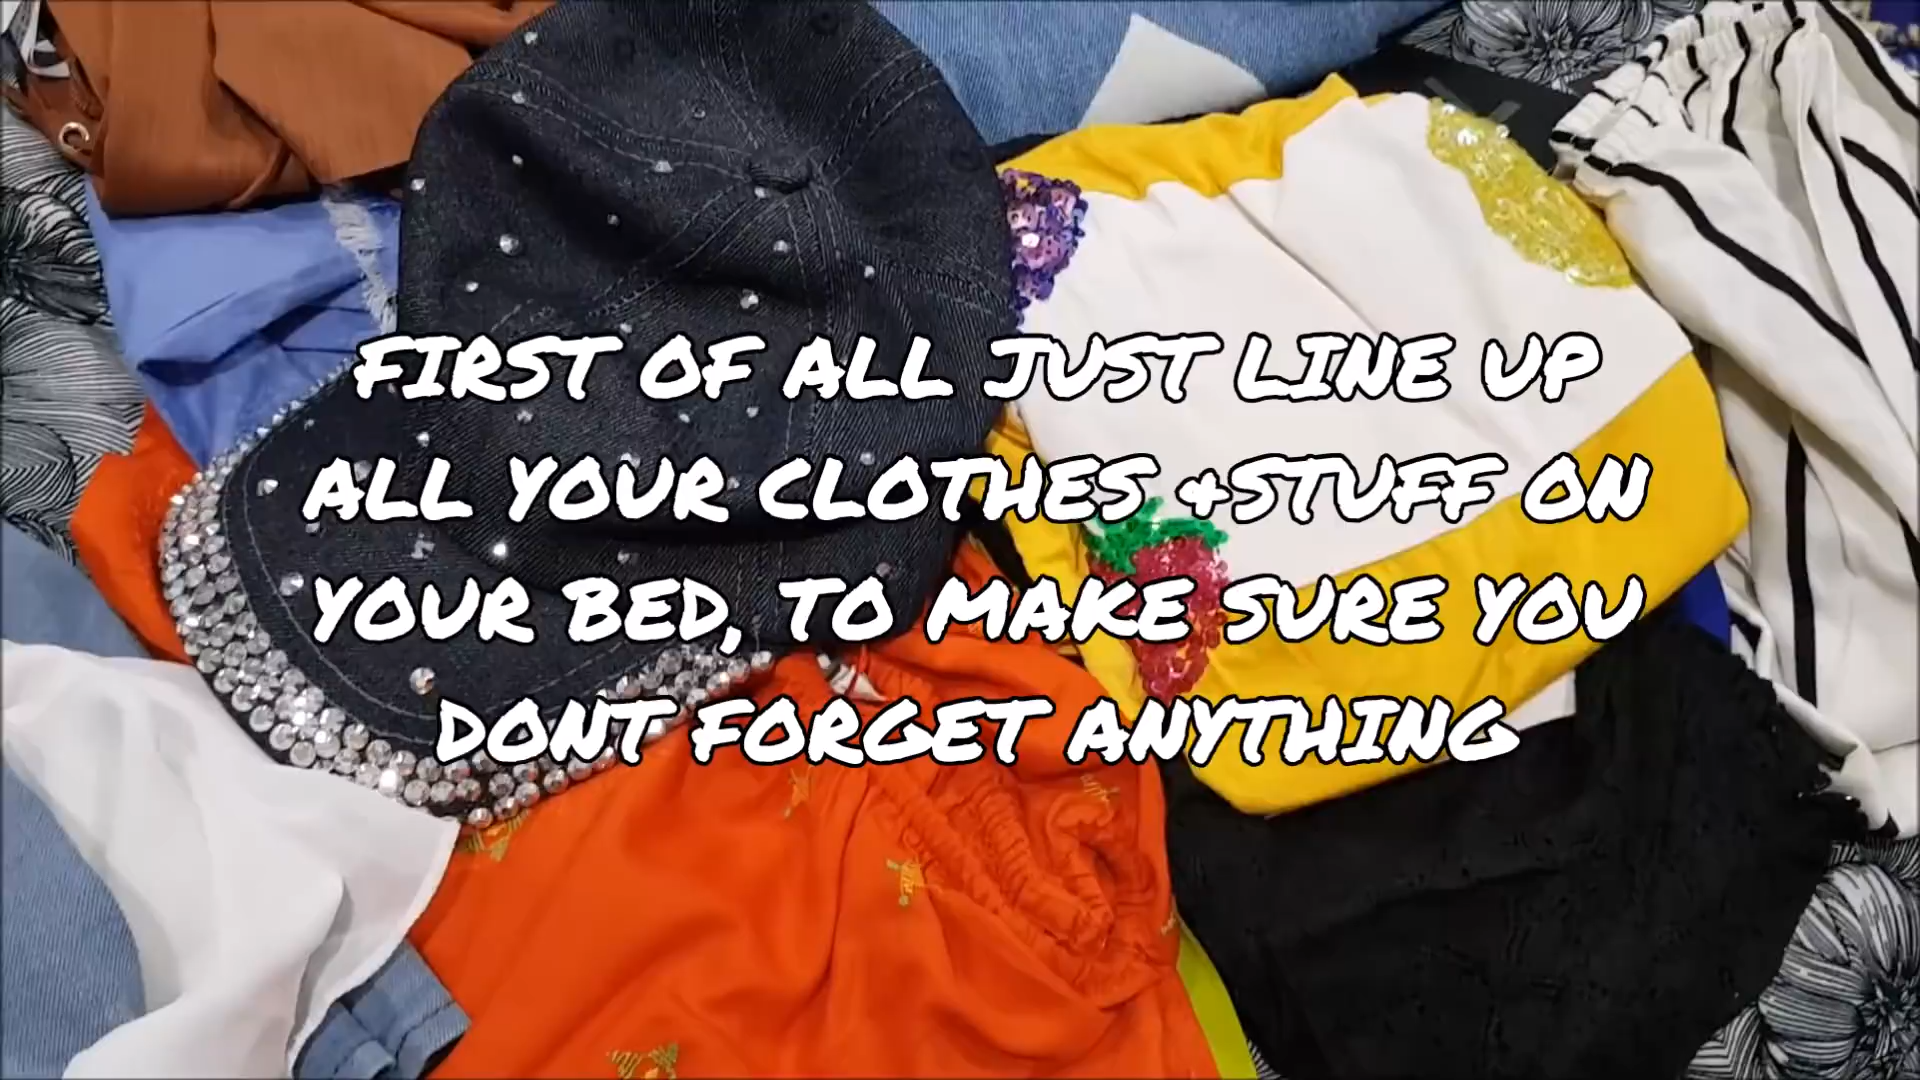 FIRST OF ALL JUST LINE UP
ALL YOUR CLOTHES &STUFF ON
YOUR BED, TO MAKE SURE YOU
DONT FORGET ANYTHING